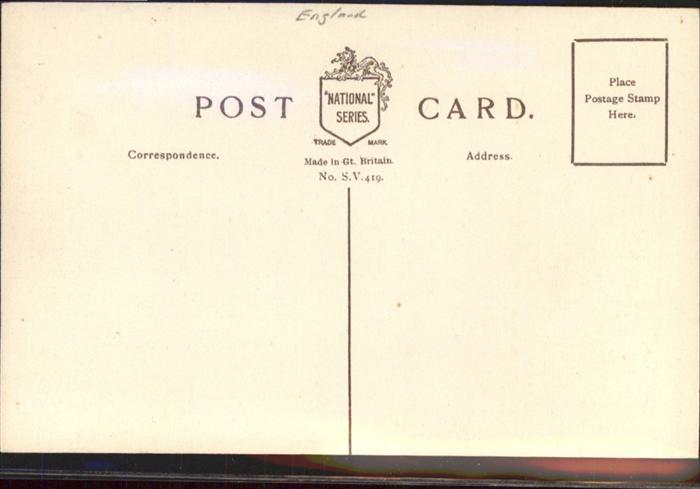 England
POST CARD.
"NATIONAL"
SERIES.
TRADE MARK
Correspondence.
Made in Gt. Britain.
No. S.V.419.
Address.
Place
Postage Stamp
Here.